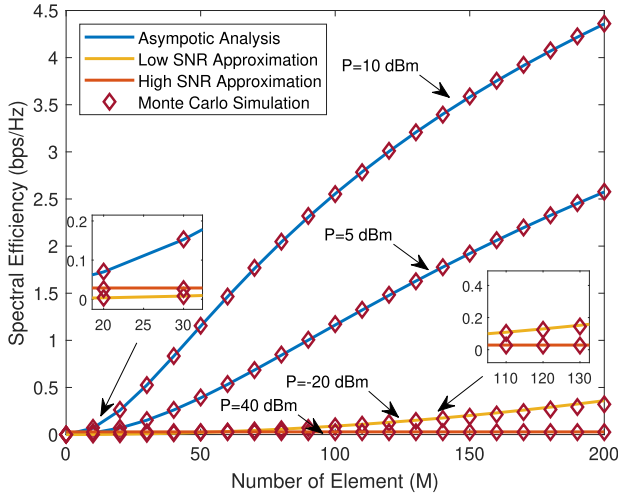 4.5
4
3.5
3
2.5
2
1.5
1
0.5
0
Spectral Efficiency (bps/Hz)
Asympotic Analysis
Low SNR Approximation
High SNR Approximation
Monte Carlo Simulation
P=10 dBm
P=5 dBm
P=-20 dBm
P=40 dBm
0.2
0.1
0
20 25 30
0.4
0.2
0
110 120 130
0 50 100 150 200
Number of Element (M)